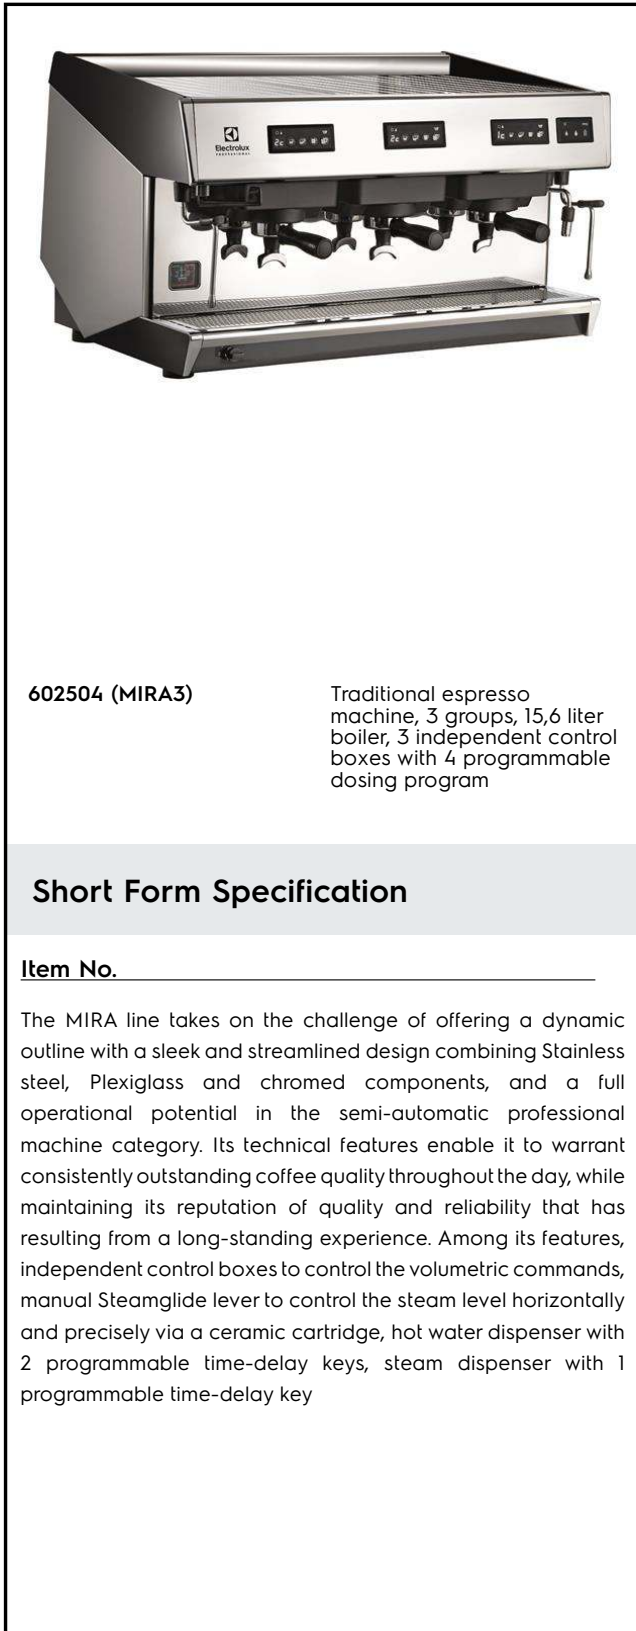 Electrolux
PROFESSIONAL
2c
2c
1c
602504 (MIRA3)
Traditional espresso
machine, 3 groups, 15,6 liter
boiler, 3 independent control
boxes with 4 programmable
dosing program
Short Form Specification
Item No.
The MIRA line takes on the challenge of offering a dynamic
outline with a sleek and streamlined design combining Stainless
steel, Plexiglass and chromed components, and a full
operational potential in the semi-automatic professional
machine category. Its technical features enable it to warrant
consistently outstanding coffee quality throughout the day, while
maintaining its reputation of quality and reliability that has
resulting from a long-standing experience. Among its features,
independent control boxes to control the volumetric commands,
manual Steamglide lever to control the steam level horizontally
and precisely via a ceramic cartridge, hot water dispenser with
2 programmable time-delay keys, steam dispenser with 1
programmable time-delay key